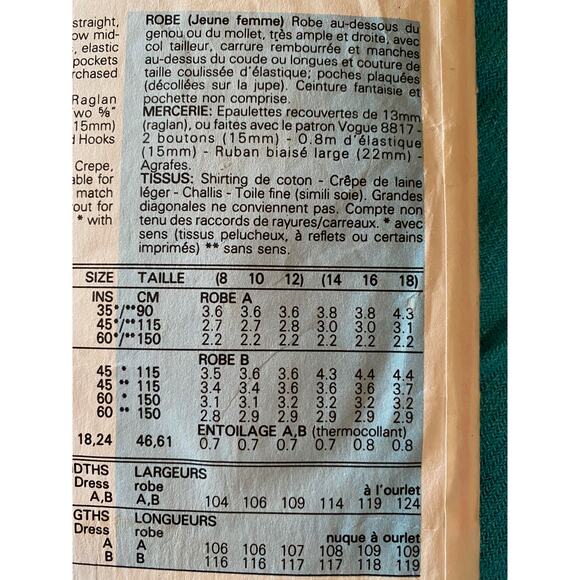 straight,
ow mid-
, elastic
pockets
rchased
Raglan
wo ⅝"
15mm)
d Hooks
Crepe,
able for
match
out for
* with
ROBE (Jeune femme) Robe au-dessous du
genou ou du mollet, très ample et droite, avec
col tailleur, carrure rembourrée et manches
au-dessus du coude ou longues et couture de
taille coulissée d'élastique; poches plaquées
(décollées sur la jupe). Ceinture fantaisie et
pochette non comprise.
MERCERIE: Epaulettes recouvertes de 13mm
(raglan), ou faites avec le patron Vogue 8817 -
2 boutons (15mm) - 0.8m d'élastique
(15mm) - Ruban biaisé large (22mm) -
Agrafes.
TISSUS: Shirting de coton - Crêpe de laine
léger - Challis - Toile fine (simili soie). Grandes
diagonales ne conviennent pas. Compte non
tenu des raccords de rayures/carreaux. * avec
sens (tissus pelucheux, à reflets ou certains
imprimés) ** sans sens.
SIZE TAILLE (8 10 12) (14 16 18)
INS CM ROBE A
35*/**90 3.6 3.6 3.6 3.8 3.8 4.3
45*/**115 2.7 2.7 2.8 3.0 3.0 3.1
60*/**150 2.2 2.2 2.2 2.2 2.2 2.2
ROBE B
45 * 115 3.5 3.6 3.6 4.3 4.4 4.4
45 ** 115 3.4 3.4 3.6 3.6 3.6 3.7
60 * 150 3.1 3.1 3.2 3.2 3.2 3.2
60 ** 150 2.8 2.9 2.9 2.9 2.9 2.9
ENTOILAGE A,B (thermocollant)
18,24 46,61 0.7 0.7 0.7 0.7 0.8 0.8
DTHS LARGEURS
Dress robe à l'ourlet
A,B A,B 104 106 109 114 119 124
GTHS LONGUEURS
Dress robe nuque à ourlet
A A 106 106 107 108 109 109
B B 116 116 117 117 118 119